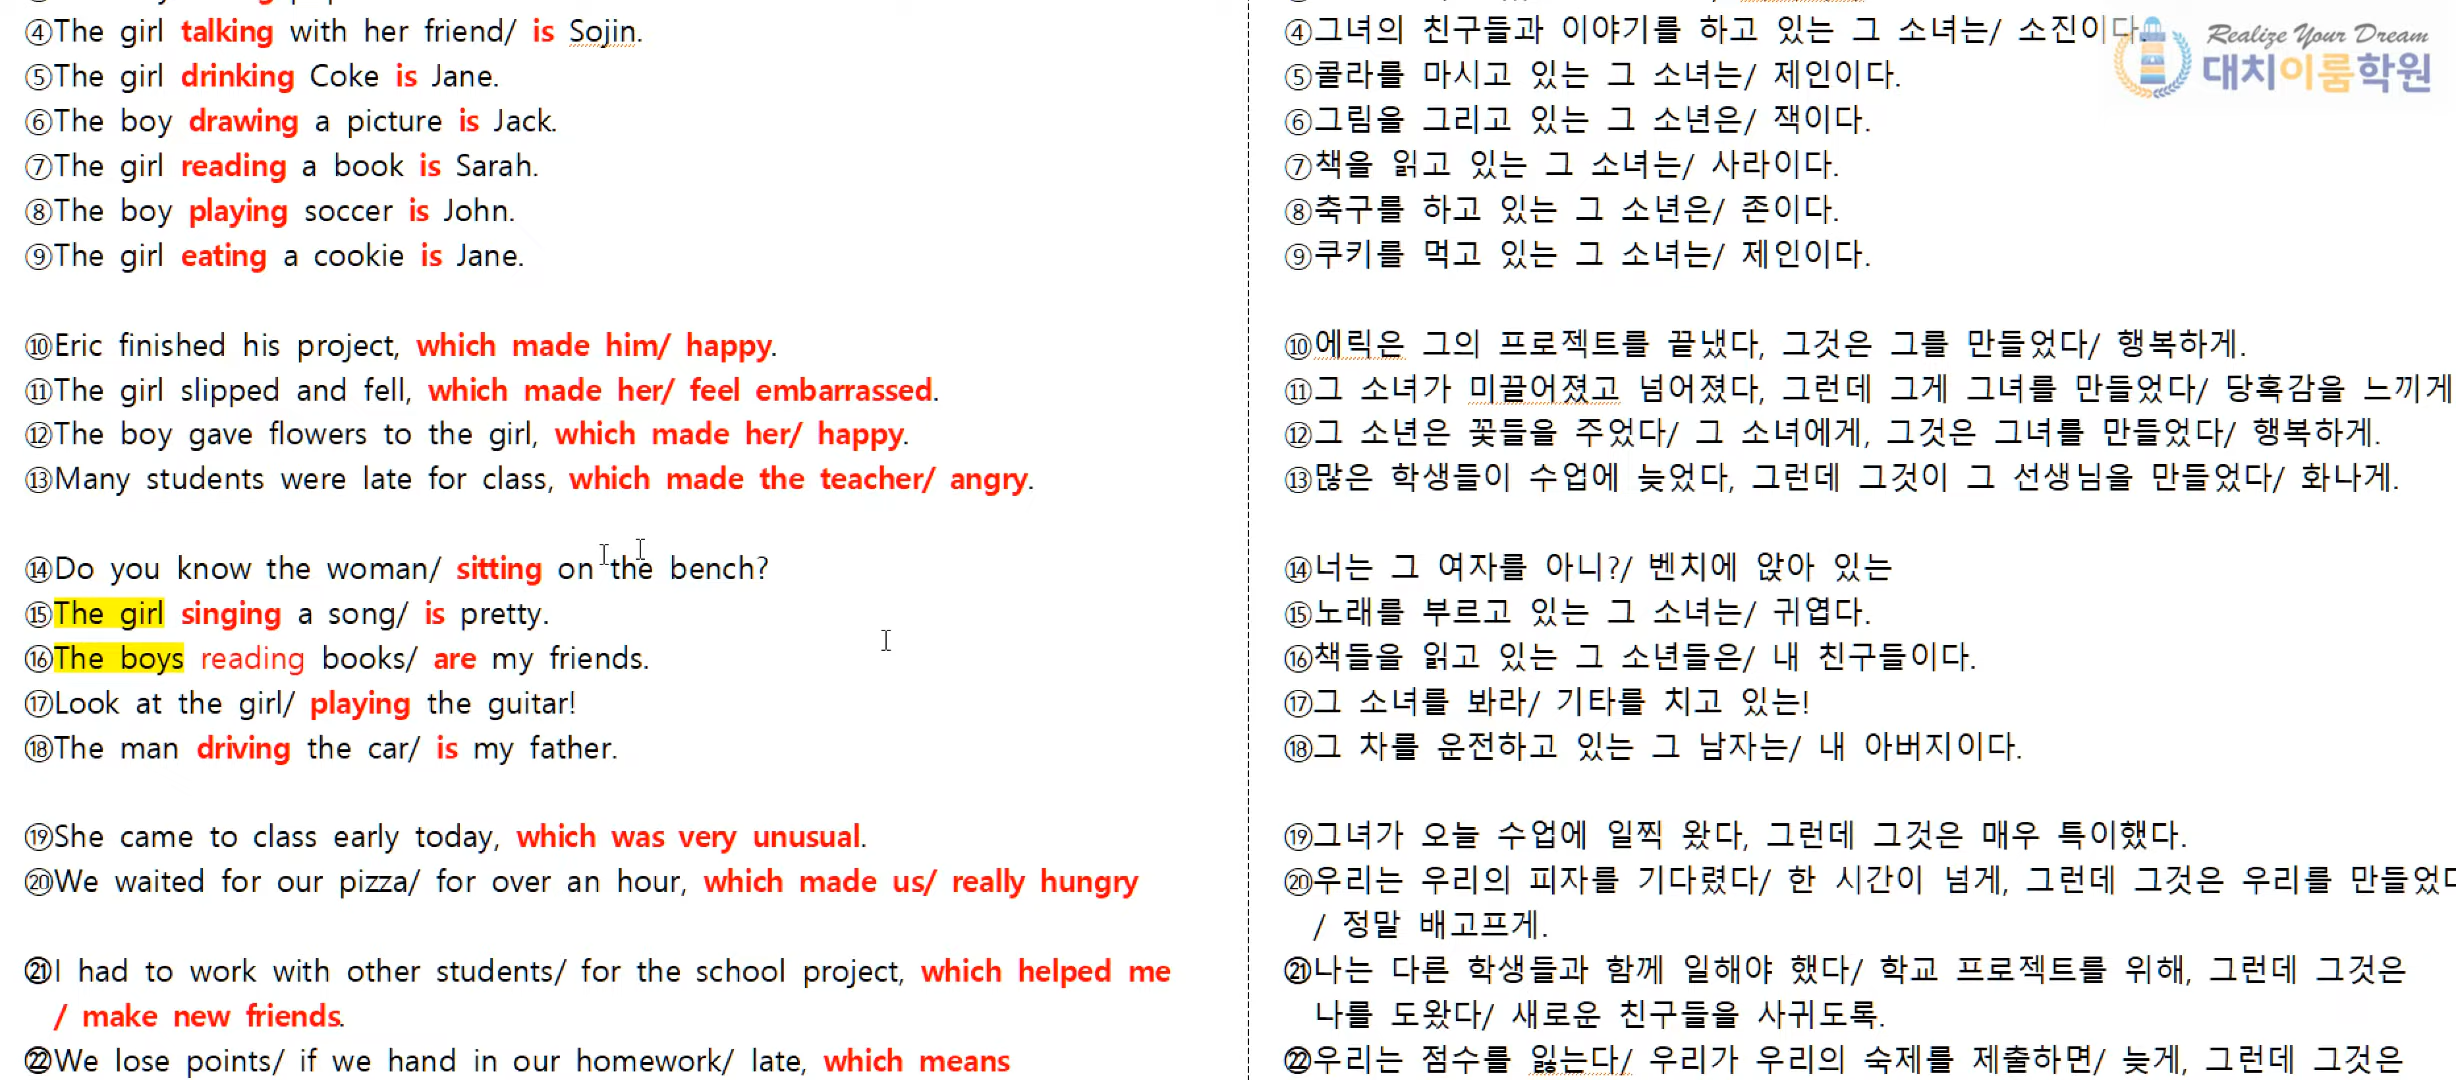 ④The girl talking with her friend/ is Sojin.
⑤The girl drinking Coke is Jane.
⑥The boy drawing a picture is Jack.
⑦The girl reading a book is Sarah.
⑧The boy playing soccer is John.
⑨The girl eating a cookie is Jane.
⑩Eric finished his project, which made him/ happy.
⑪The girl slipped and fell, which made her/ feel embarrassed.
⑫The boy gave flowers to the girl, which made her/ happy.
⑬Many students were late for class, which made the teacher/ angry.
⑭Do you know the woman/ sitting on the bench?
⑮The girl singing a song/ is pretty.
⑯The boys reading books/ are my friends.
⑰Look at the girl/ playing the guitar!
⑱The man driving the car/ is my father.
⑲She came to class early today, which was very unusual.
⑳We waited for our pizza/ for over an hour, which made us/ really hungry
㉑I had to work with other students/ for the school project, which helped me
/ make new friends.
㉒We lose points/ if we hand in our homework/ late, which means
④그녀의 친구들과 이야기를 하고 있는 그 소녀는/ 소진이다
⑤콜라를 마시고 있는 그 소녀는/ 제인이다.
⑥그림을 그리고 있는 그 소년은/ 잭이다.
⑦책을 읽고 있는 그 소녀는/ 사라이다.
⑧축구를 하고 있는 그 소년은/ 존이다.
⑨쿠키를 먹고 있는 그 소녀는/ 제인이다.
⑩에릭은 그의 프로젝트를 끝냈다, 그것은 그를 만들었다/ 행복하게.
⑪그 소녀가 미끌어졌고 넘어졌다, 그런데 그게 그녀를 만들었다/ 당혹감을 느끼게
⑫그 소년은 꽃들을 주었다/ 그 소녀에게, 그것은 그녀를 만들었다/ 행복하게.
⑬많은 학생들이 수업에 늦었다, 그런데 그것이 그 선생님을 만들었다/ 화나게.
⑭너는 그 여자를 아니?/ 벤치에 앉아 있는
⑮노래를 부르고 있는 그 소녀는/ 귀엽다.
⑯책들을 읽고 있는 그 소년들은/ 내 친구들이다.
⑰그 소녀를 봐라/ 기타를 치고 있는!
⑱그 차를 운전하고 있는 그 남자는/ 내 아버지이다.
⑲그녀가 오늘 수업에 일찍 왔다, 그런데 그것은 매우 특이했다.
⑳우리는 우리의 피자를 기다렸다/ 한 시간이 넘게, 그런데 그것은 우리를 만들었다
/ 정말 배고프게.
㉑나는 다른 학생들과 함께 일해야 했다/ 학교 프로젝트를 위해, 그런데 그것은
나를 도왔다/ 새로운 친구들을 사귀도록.
㉒우리는 점수를 잃는다/ 우리가 우리의 숙제를 제출하면/ 늦게, 그런데 그것은
Realize Your Dream
대치이룸학원